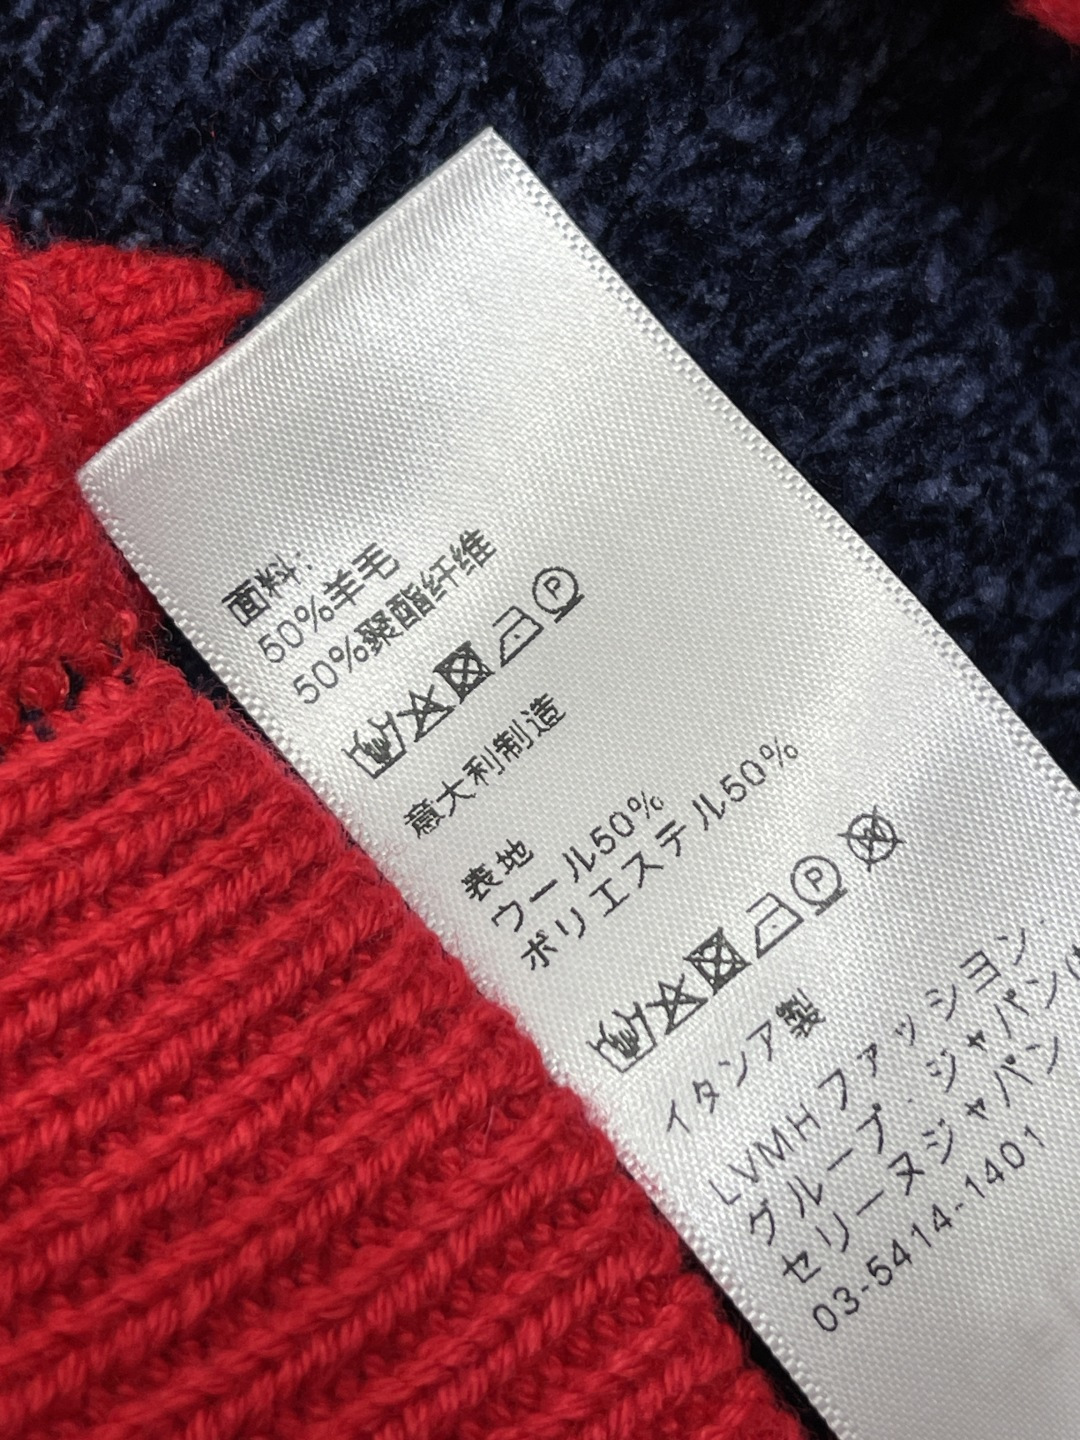 面料:
50%羊毛
50%聚酯纤维
P
意大利制造
表地
ウール50%
ポリエステル50%
P
W
イタンア製
LVMHファッション・
グループ・ジャパン(
セリーヌジャパン
03-5414-1401